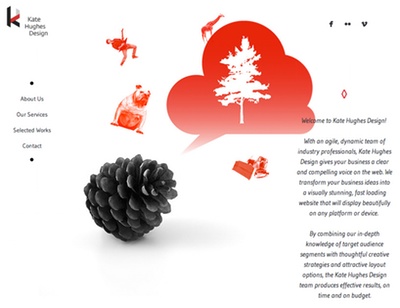 Kate
Hughes
Design
About Us
Our Services
Selected Works
Contact
Welcome to Kate Hughes Design!
With an agile, dynamic team of
industry professionals, Kate Hughes
Design gives your business a clear
and compelling voice on the web. We
transform your business ideas into
a visually stunning, fast loading
website that will display beautifully
on any platform or device.
By combining our in-depth
knowledge of target audience
segments with thoughtful creative
strategies and attractive layout
options, the Kate Hughes Design
team produces effective results, on
time and on budget.